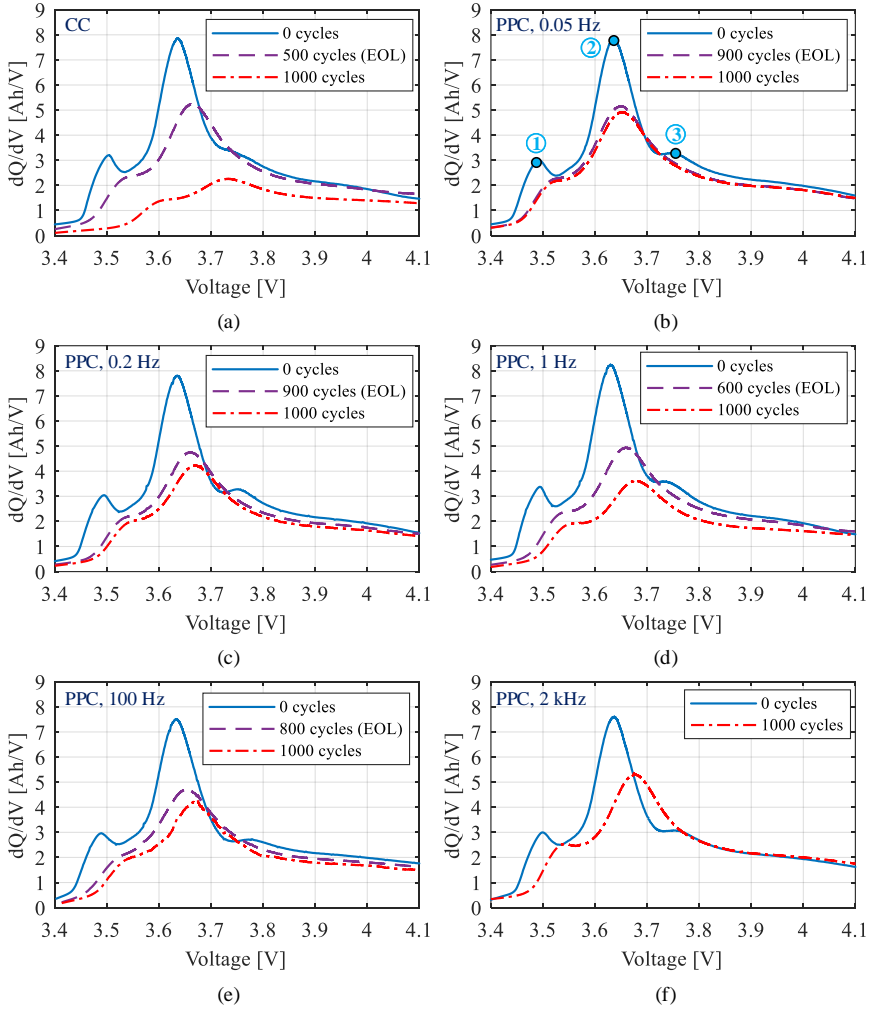 CC
0 cycles
500 cycles (EOL)
1000 cycles
dQ/dV [Ah/V]
9
8
7
6
5
4
3
2
1
0
3.4 3.5 3.6 3.7 3.8 3.9 4 4.1
Voltage [V]
(a)
PPC, 0.05 Hz
0 cycles
900 cycles (EOL)
1000 cycles
①
②
③
dQ/dV [Ah/V]
9
8
7
6
5
4
3
2
1
0
3.4 3.5 3.6 3.7 3.8 3.9 4 4.1
Voltage [V]
(b)
PPC, 0.2 Hz
0 cycles
900 cycles (EOL)
1000 cycles
dQ/dV [Ah/V]
9
8
7
6
5
4
3
2
1
0
3.4 3.5 3.6 3.7 3.8 3.9 4 4.1
Voltage [V]
(c)
PPC, 1 Hz
0 cycles
600 cycles (EOL)
1000 cycles
dQ/dV [Ah/V]
9
8
7
6
5
4
3
2
1
0
3.4 3.5 3.6 3.7 3.8 3.9 4 4.1
Voltage [V]
(d)
PPC, 100 Hz
0 cycles
800 cycles (EOL)
1000 cycles
dQ/dV [Ah/V]
9
8
7
6
5
4
3
2
1
0
3.4 3.5 3.6 3.7 3.8 3.9 4 4.1
Voltage [V]
(e)
PPC, 2 kHz
0 cycles
1000 cycles
dQ/dV [Ah/V]
9
8
7
6
5
4
3
2
1
0
3.4 3.5 3.6 3.7 3.8 3.9 4 4.1
Voltage [V]
(f)